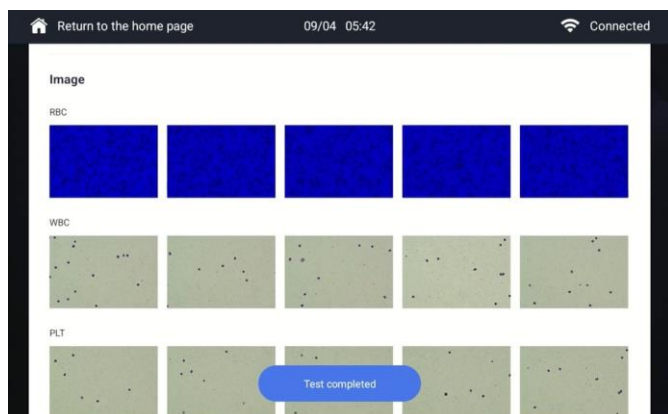 Return to the home page 09/04 05:42 Connected
Image
RBC
WBC
PLT
Test completed